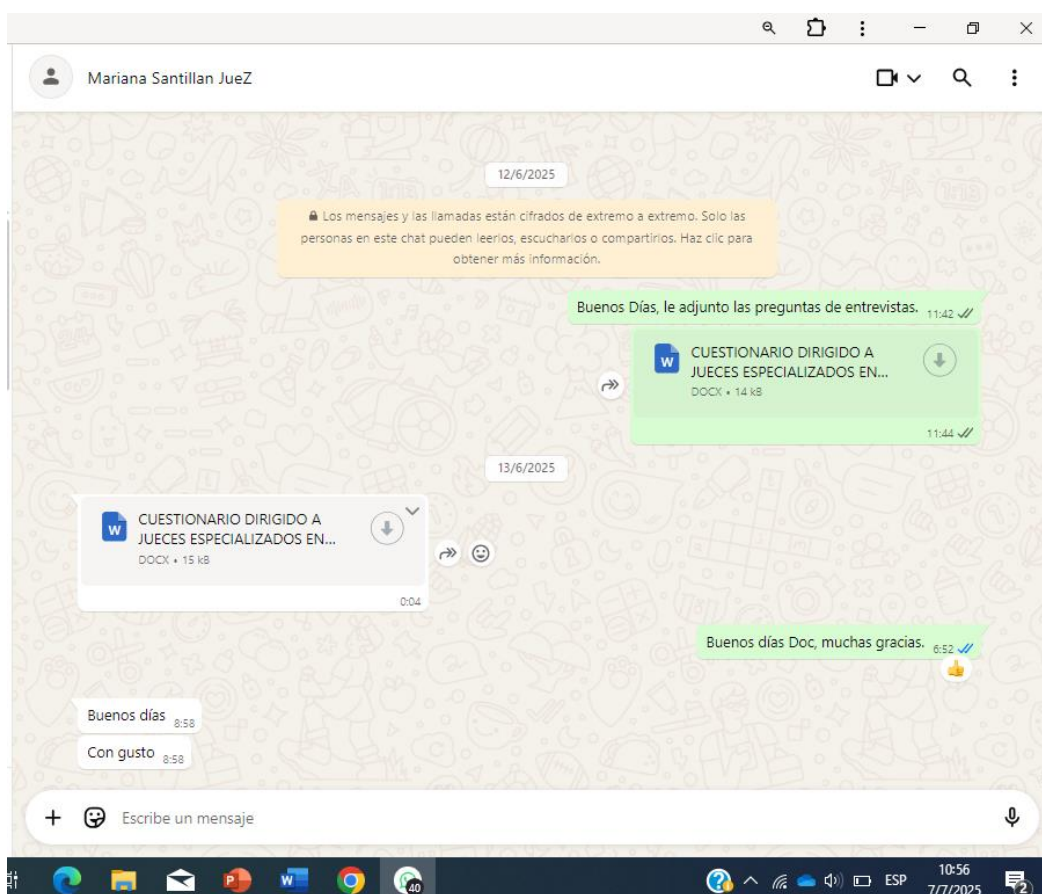 Mariana Santillan JueZ
12/6/2025
Los mensajes y las llamadas están cifrados de extremo a extremo. Solo las
personas en este chat pueden leerlos, escucharlos o compartirlos. Haz clic para
obtener más información.
Buenos Días, le adjunto las preguntas de entrevistas. 11:42
W CUESTIONARIO DIRIGIDO A
JUECES ESPECIALIZADOS EN...
DOCX • 14 kB
11:44
13/6/2025
W CUESTIONARIO DIRIGIDO A
JUECES ESPECIALIZADOS EN...
DOCX • 15 kB
0:04
Buenos días Doc, muchas gracias. 6:52
Buenos días 8:58
Con gusto 8:58
Escribe un mensaje
40
ESP
10:56
7/7/2025
2